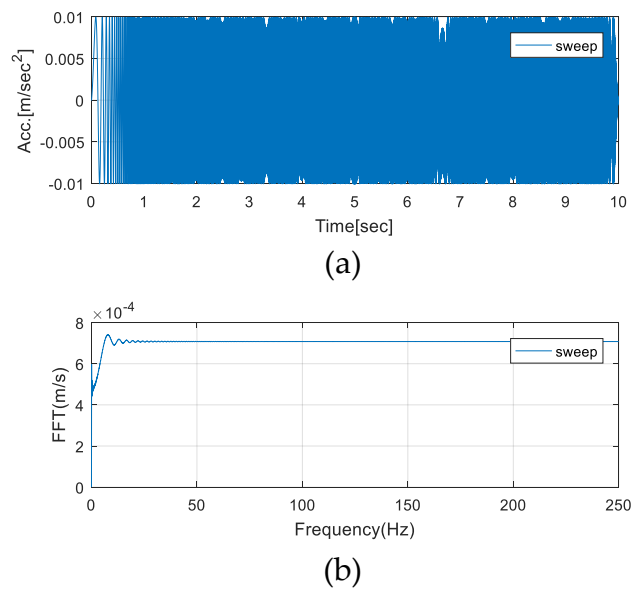 0.01
0.005
0
-0.005
-0.01
Acc.[m/sec²]
sweep
0 1 2 3 4 5 6 7 8 9 10
Time[sec]
(a)
×10⁻⁴
8
6
4
2
0
FFT(m/s)
sweep
0 50 100 150 200 250
Frequency(Hz)
(b)